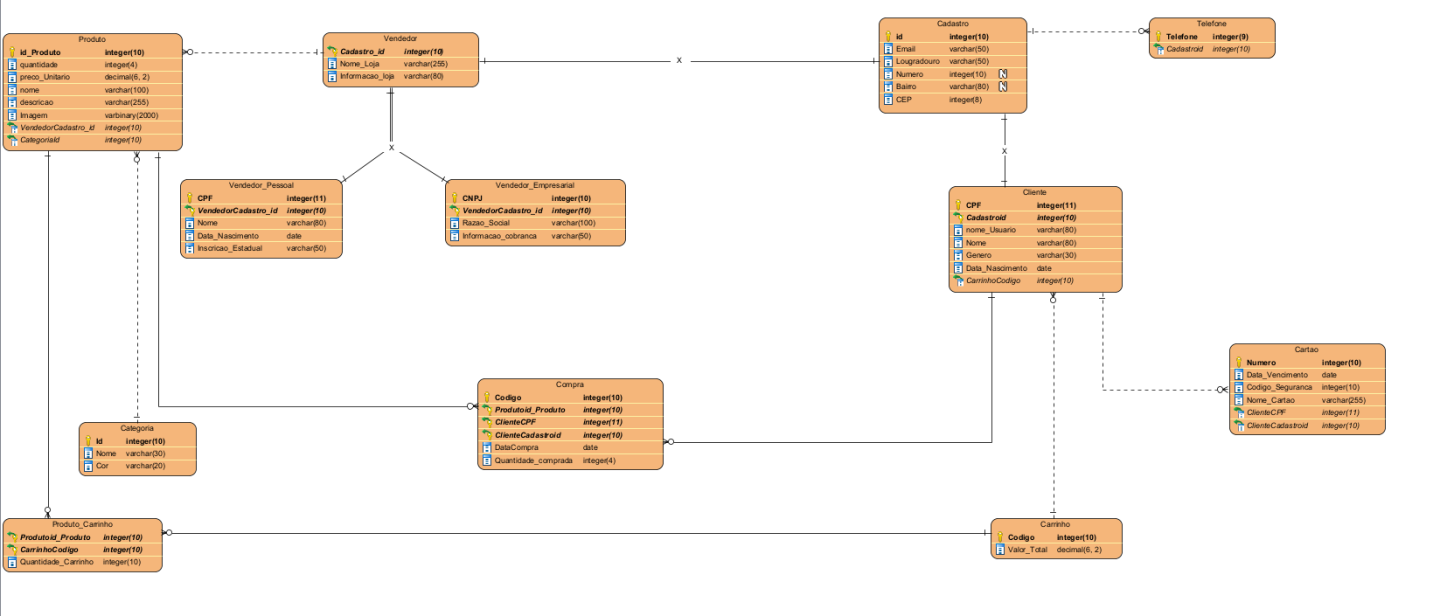 Produto
id_Produto integer(10)
quantidade integer(4)
preco_Unitario decimal(6, 2)
nome varchar(100)
descricao varchar(255)
Imagem varbinary(2000)
VendedorCadastro_id integer(10)
CategoriaId integer(10)
Vendedor
Cadastro_id integer(10)
Nome_Loja varchar(255)
Informacao_loja varchar(80)
X
Cadastro
id integer(10)
Email varchar(50)
Lougradouro varchar(50)
Numero integer(10) N
Bairro varchar(80) N
CEP integer(8)
Telefone
Telefone integer(9)
Cadastroid integer(10)
X
X
Vendedor_Pessoal
CPF integer(11)
VendedorCadastro_id integer(10)
Nome varchar(80)
Data_Nascimento date
Inscricao_Estadual varchar(50)
Vendedor_Empresarial
CNPJ integer(10)
VendedorCadastro_id integer(10)
Razao_Social varchar(100)
Informacao_cobranca varchar(50)
Cliente
CPF integer(11)
Cadastroid integer(10)
nome_Usuario varchar(80)
Nome varchar(80)
Genero varchar(30)
Data_Nascimento date
CarrinhoCodigo integer(10)
Cartao
Numero integer(10)
Data_Vencimento date
Codigo_Seguranca integer(10)
Nome_Cartao varchar(255)
ClienteCPF integer(11)
ClienteCadastroid integer(10)
Compra
Codigo integer(10)
Produtoid_Produto integer(10)
ClienteCPF integer(11)
ClienteCadastroid integer(10)
DataCompra date
Quantidade_comprada integer(4)
Categoria
Id integer(10)
Nome varchar(30)
Cor varchar(20)
Produto_Carrinho
Produtoid_Produto integer(10)
CarrinhoCodigo integer(10)
Quantidade_Carrinho integer(10)
Carrinho
Codigo integer(10)
Valor_Total decimal(6, 2)